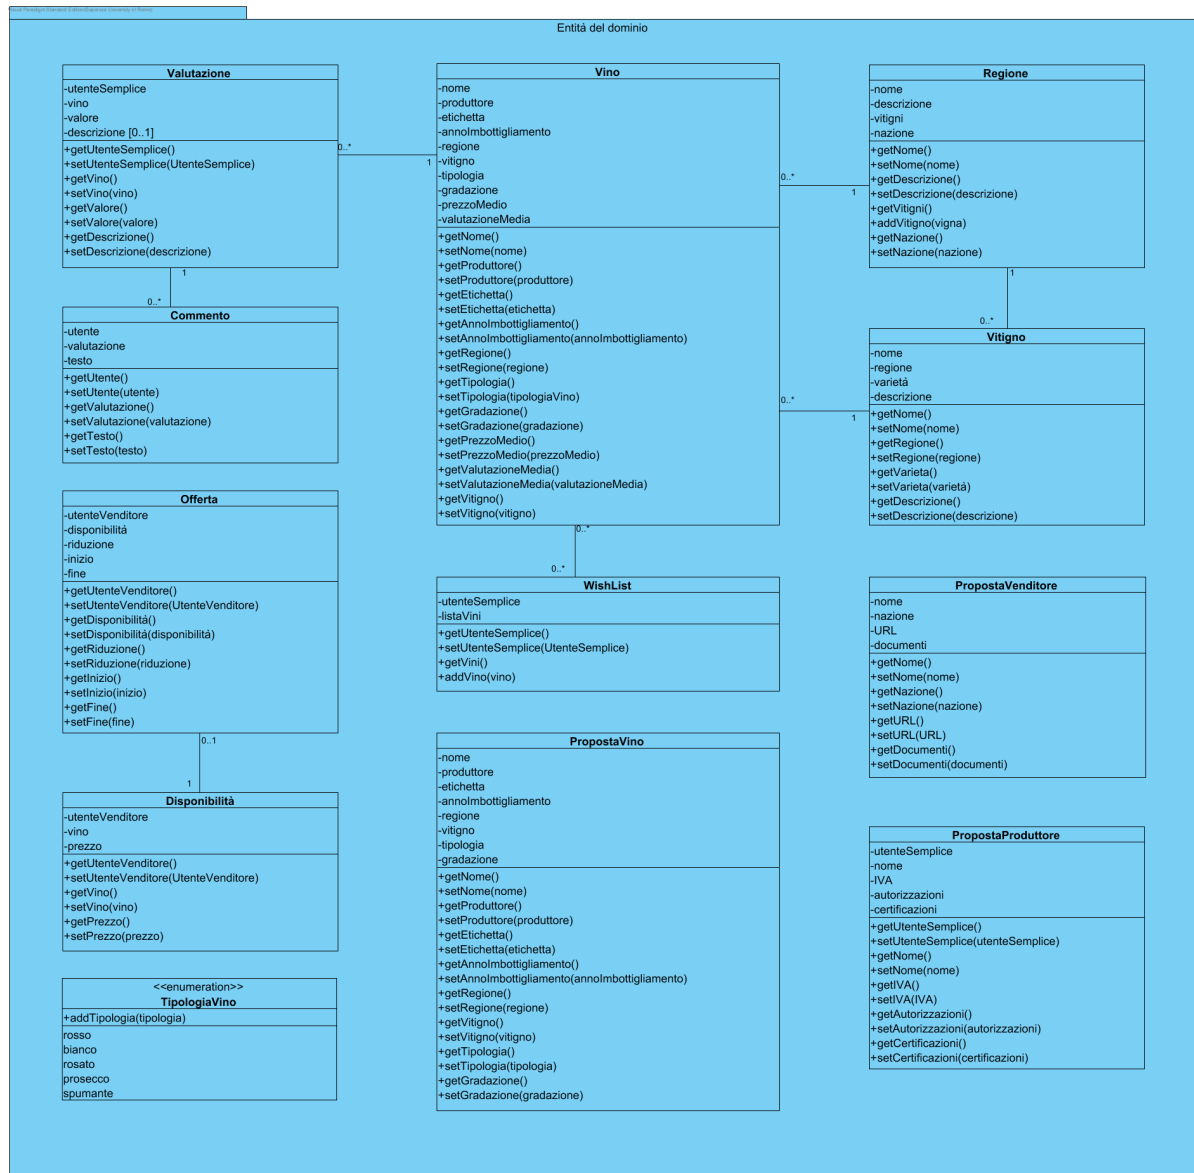 Visual Paradigm Standard Edition(Sapienza University of Rome)
Entità del dominio
Valutazione
-utenteSemplice
-vino
-valore
-descrizione [0..1]
+getUtenteSemplice()
+setUtenteSemplice(UtenteSemplice)
+getVino()
+setVino(vino)
+getValore()
+setValore(valore)
+getDescrizione()
+setDescrizione(descrizione)
0..*
1
1
0..*
Commento
-utente
-valutazione
-testo
+getUtente()
+setUtente(utente)
+getValutazione()
+setValutazione(valutazione)
+getTesto()
+setTesto(testo)
Offerta
-utenteVenditore
-disponibilità
-riduzione
-inizio
-fine
+getUtenteVenditore()
+setUtenteVenditore(UtenteVenditore)
+getDisponibilità()
+setDisponibilità(disponibilità)
+getRiduzione()
+setRiduzione(riduzione)
+getInizio()
+setInizio(inizio)
+getFine()
+setFine(fine)
0..1
1
Disponibilità
-utenteVenditore
-vino
-prezzo
+getUtenteVenditore()
+setUtenteVenditore(UtenteVenditore)
+getVino()
+setVino(vino)
+getPrezzo()
+setPrezzo(prezzo)
<<enumeration>>
TipologiaVino
+addTipologia(tipologia)
rosso
bianco
rosato
prosecco
spumante
Vino
-nome
-produttore
-etichetta
-annoImbottigliamento
-regione
-vitigno
-tipologia
-gradazione
-prezzoMedio
-valutazioneMedia
+getNome()
+setNome(nome)
+getProduttore()
+setProduttore(produttore)
+getEtichetta()
+setEtichetta(etichetta)
+getAnnoImbottigliamento()
+setAnnoImbottigliamento(annoImbottigliamento)
+getRegione()
+setRegione(regione)
+getTipologia()
+setTipologia(tipologiaVino)
+getGradazione()
+setGradazione(gradazione)
+getPrezzoMedio()
+setPrezzoMedio(prezzoMedio)
+getValutazioneMedia()
+setValutazioneMedia(valutazioneMedia)
+getVitigno()
+setVitigno(vitigno)
0..*
1
0..*
1
0..*
0..*
WishList
-utenteSemplice
-listaVini
+getUtenteSemplice()
+setUtenteSemplice(UtenteSemplice)
+getVini()
+addVino(vino)
PropostaVino
-nome
-produttore
-etichetta
-annoImbottigliamento
-regione
-vitigno
-tipologia
-gradazione
+getNome()
+setNome(nome)
+getProduttore()
+setProduttore(produttore)
+getEtichetta()
+setEtichetta(etichetta)
+getAnnoImbottigliamento()
+setAnnoImbottigliamento(annoImbottigliamento)
+getRegione()
+setRegione(regione)
+getVitigno()
+setVitigno(vitigno)
+getTipologia()
+setTipologia(tipologia)
+getGradazione()
+setGradazione(gradazione)
Regione
-nome
-descrizione
-vitigni
-nazione
+getNome()
+setNome(nome)
+getDescrizione()
+setDescrizione(descrizione)
+getVitigni()
+addVitigno(vigna)
+getNazione()
+setNazione(nazione)
1
0..*
Vitigno
-nome
-regione
-varietà
-descrizione
+getNome()
+setNome(nome)
+getRegione()
+setRegione(regione)
+getVarieta()
+setVarieta(varietà)
+getDescrizione()
+setDescrizione(descrizione)
PropostaVenditore
-nome
-nazione
-URL
-documenti
+getNome()
+setNome(nome)
+getNazione()
+setNazione(nazione)
+getURL()
+setURL(URL)
+getDocumenti()
+setDocumenti(documenti)
PropostaProduttore
-utenteSemplice
-nome
-IVA
-autorizzazioni
-certificazioni
+getUtenteSemplice()
+setUtenteSemplice(utenteSemplice)
+getNome()
+setNome(nome)
+getIVA()
+setIVA(IVA)
+getAutorizzazioni()
+setAutorizzazioni(autorizzazioni)
+getCertificazioni()
+setCertificazioni(certificazioni)